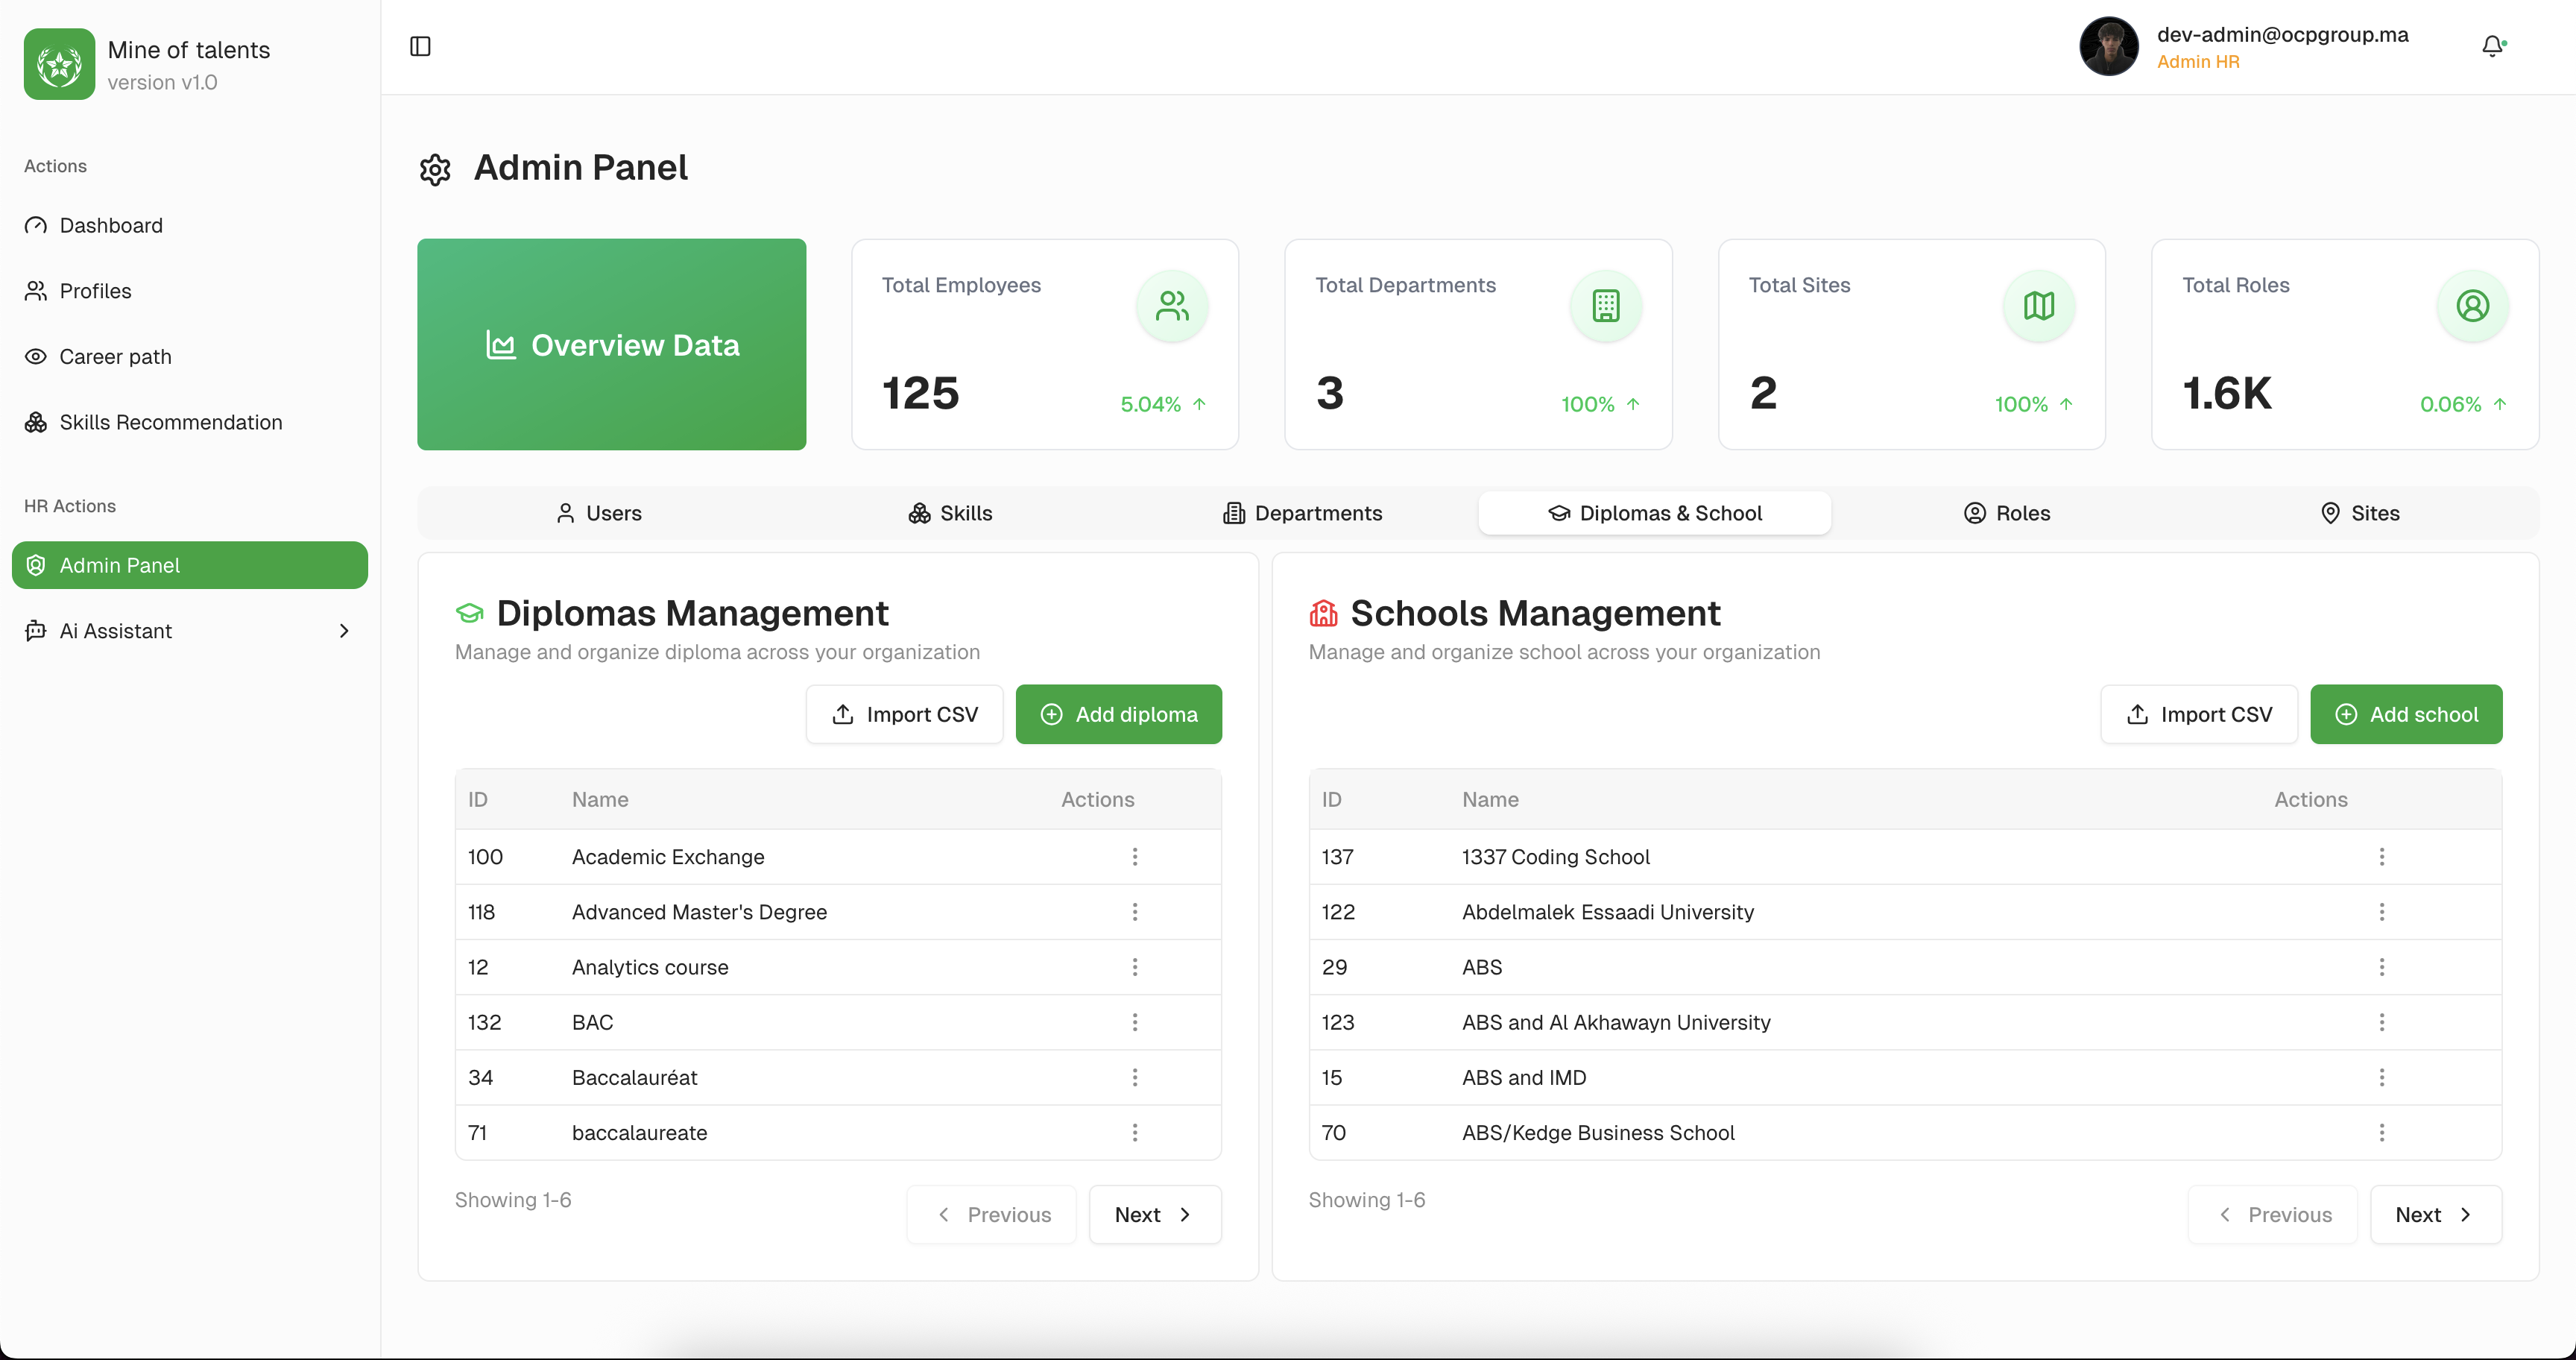 Mine of talents
version v1.0
Actions
Dashboard
Profiles
Career path
Skills Recommendation
HR Actions
Admin Panel
Ai Assistant
dev-admin@ocpgroup.ma
Admin HR
Admin Panel
Overview Data
Total Employees
125
5.04%
Total Departments
3
100%
Total Sites
2
100%
Total Roles
1.6K
0.06%
Users
Skills
Departments
Diplomas & School
Roles
Sites
Diplomas Management
Manage and organize diploma across your organization
Import CSV
Add diploma
ID Name Actions
100 Academic Exchange
118 Advanced Master's Degree
12 Analytics course
132 BAC
34 Baccalauréat
71 baccalaureate
Showing 1-6
Previous
Next
Schools Management
Manage and organize school across your organization
Import CSV
Add school
ID Name Actions
137 1337 Coding School
122 Abdelmalek Essaadi University
29 ABS
123 ABS and Al Akhawayn University
15 ABS and IMD
70 ABS/Kedge Business School
Showing 1-6
Previous
Next